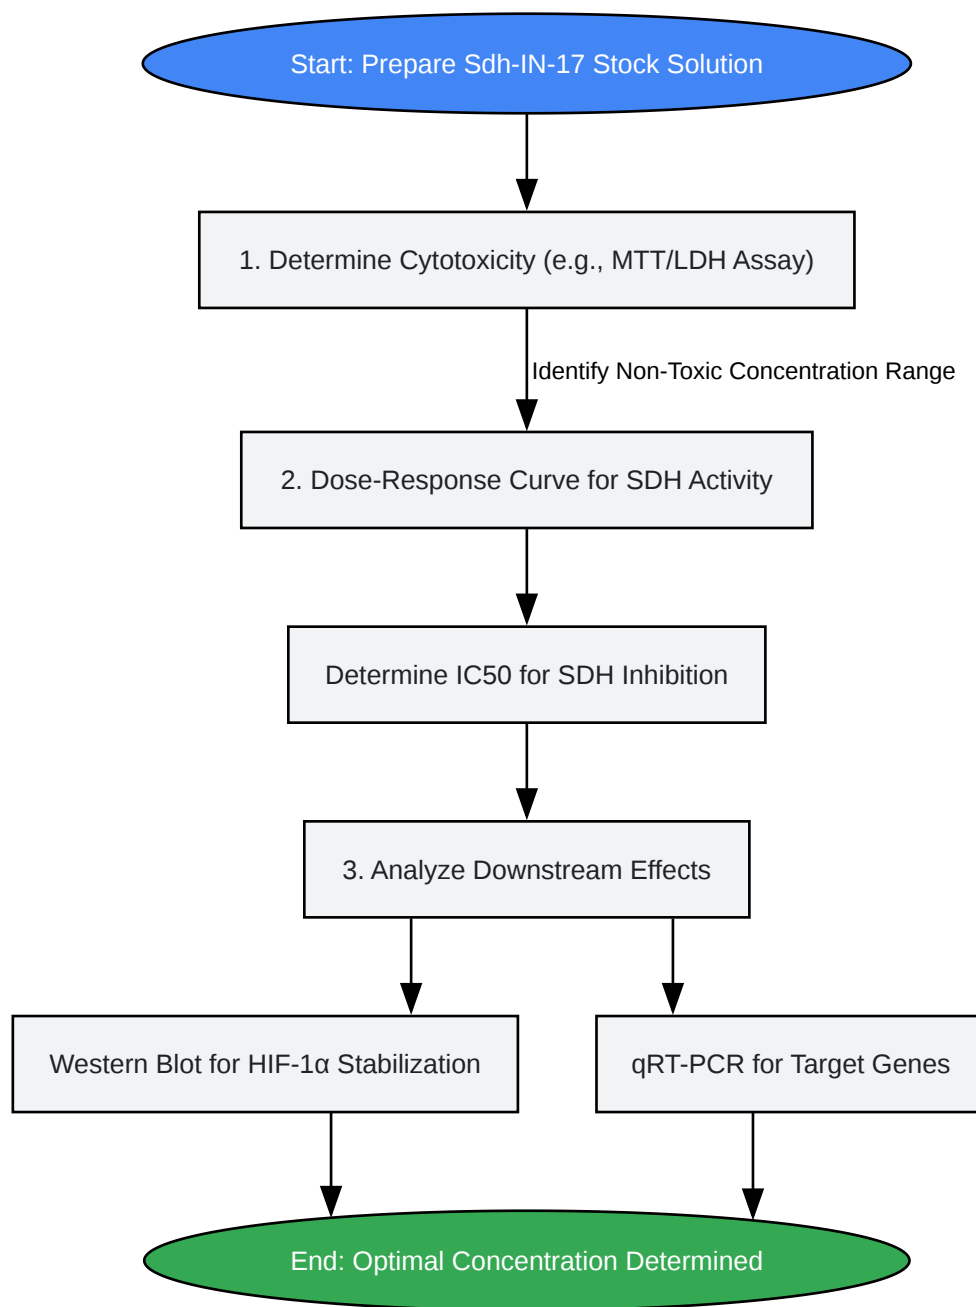 Start: Prepare Sdh-IN-17 Stock Solution
1. Determine Cytotoxicity (e.g., MTT/LDH Assay)
Identify Non-Toxic Concentration Range
2. Dose-Response Curve for SDH Activity
Determine IC50 for SDH Inhibition
3. Analyze Downstream Effects
Western Blot for HIF-1α Stabilization
qRT-PCR for Target Genes
End: Optimal Concentration Determined